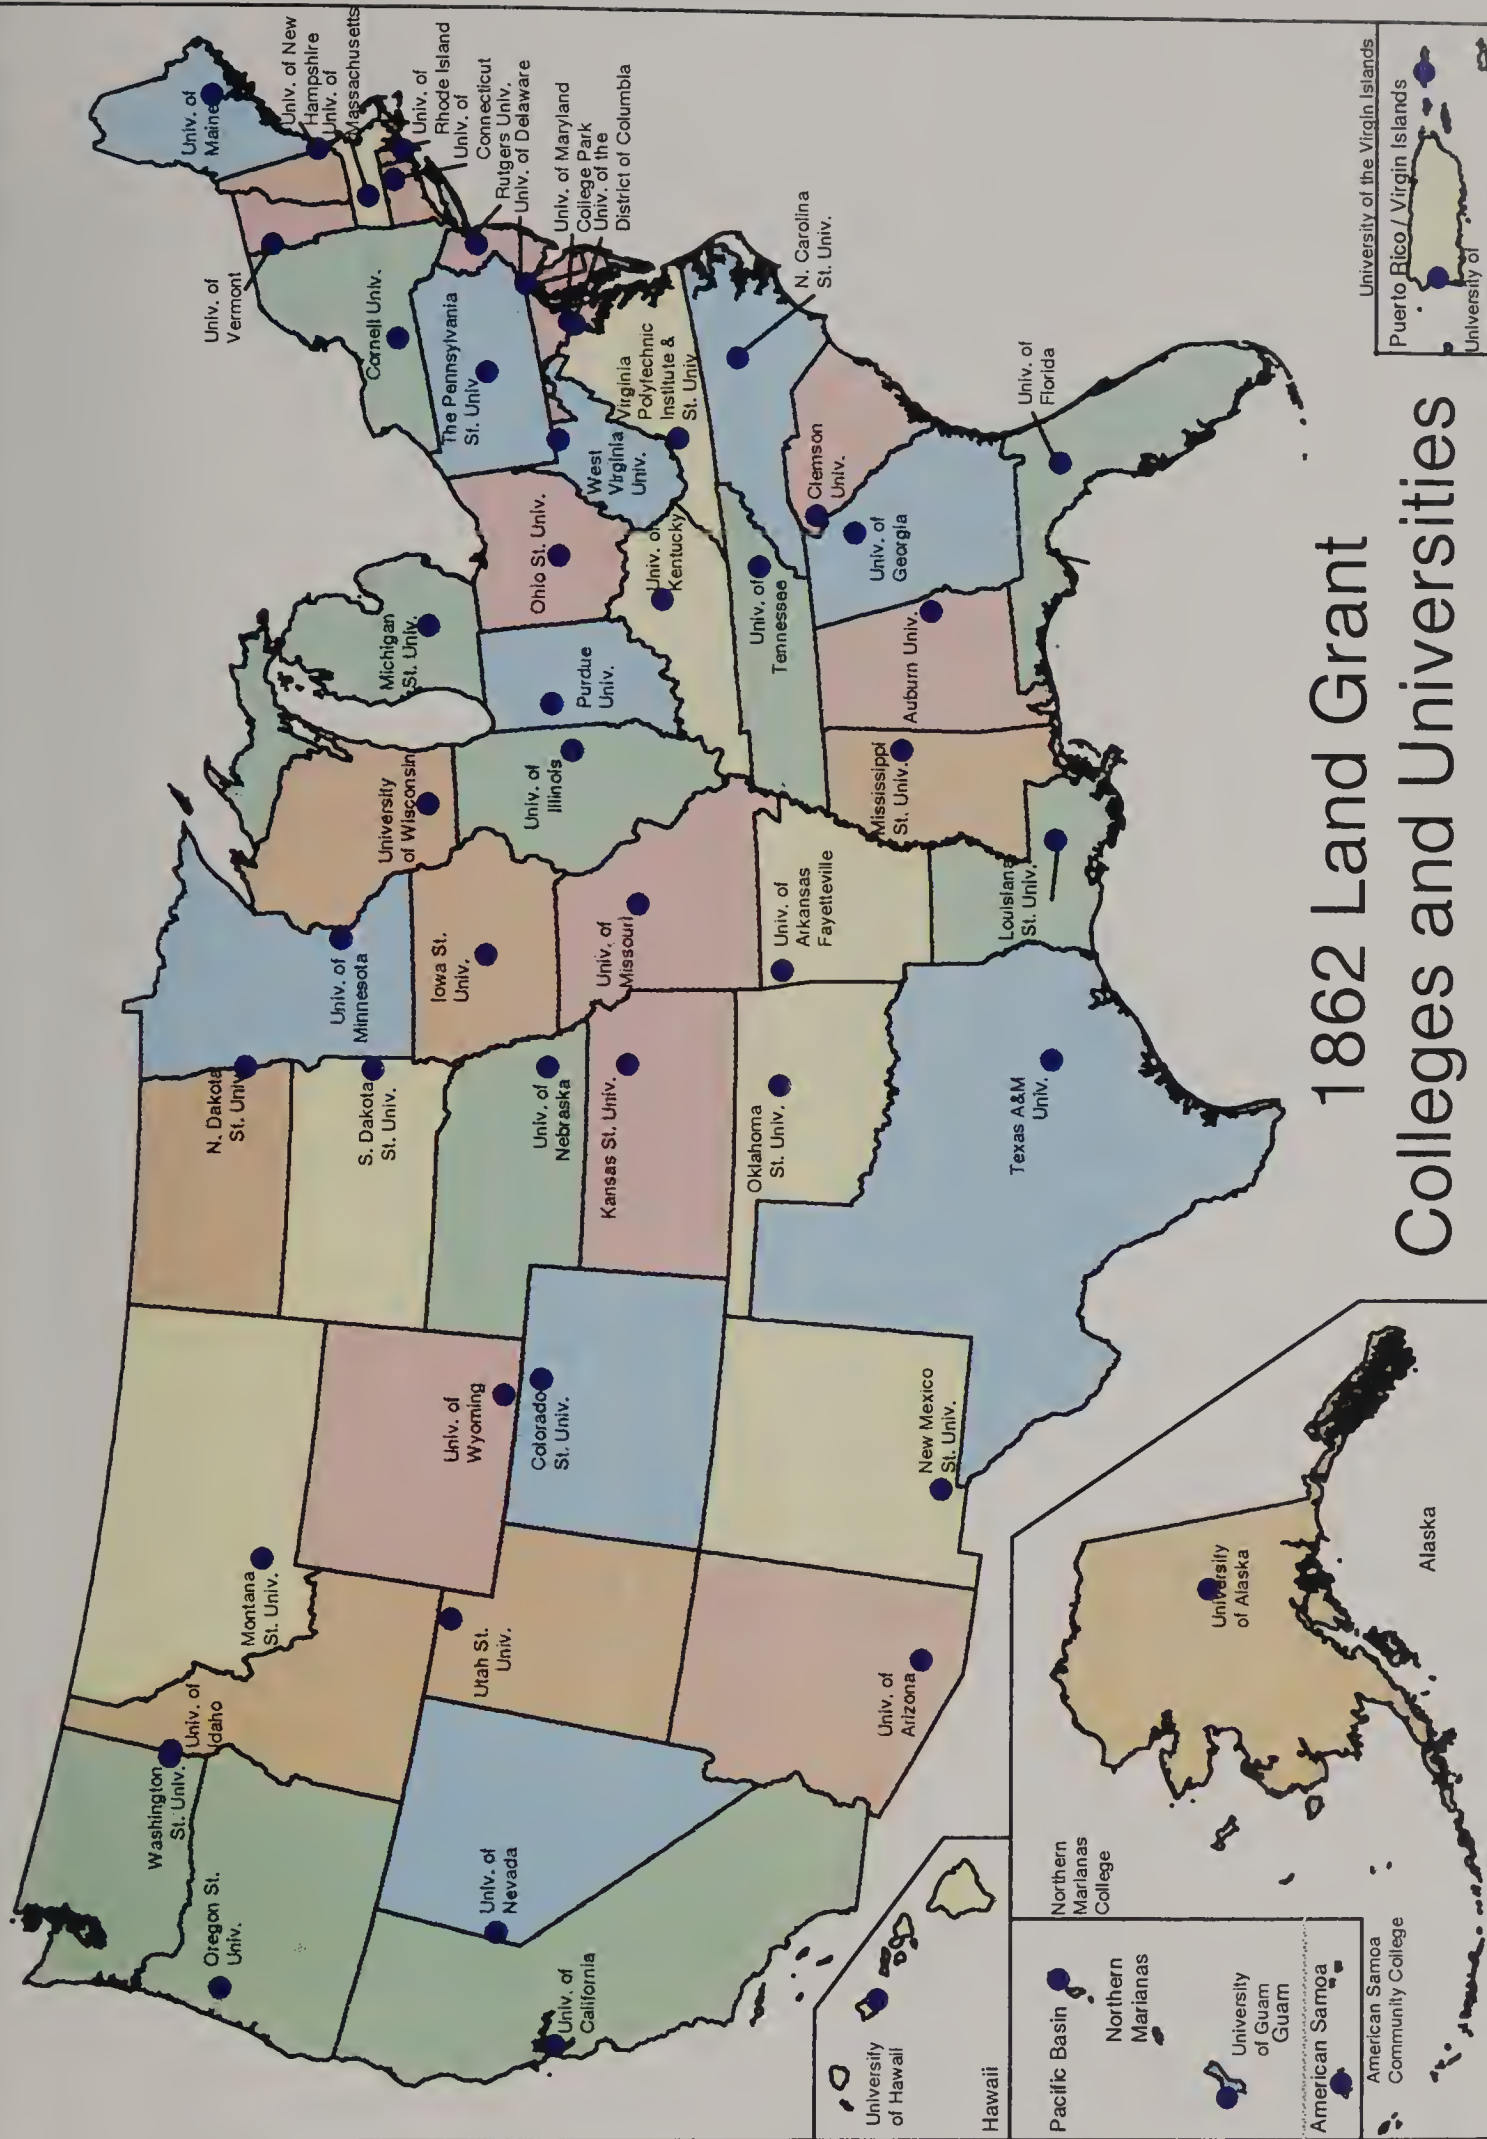 1862 Land Grant
Colleges and Universities
Washington
St. Univ.
Oregon St.
Univ.
Univ. of
California
Univ. of
Nevada
Univ. of
Idaho
Montana
St. Univ.
Utah St.
Univ.
Univ. of
Arizona
Univ. of
Wyoming
Colorado
St. Univ.
New Mexico
St. Univ.
N. Dakota
St. Univ.
S. Dakota
St. Univ.
Univ. of
Nebraska
Kansas St. Univ.
Oklahoma
St. Univ.
Texas A&M
Univ.
Univ. of
Minnesota
Iowa St.
Univ.
Univ. of
Missouri
Univ. of
Arkansas
Fayetteville
Louisiana
St. Univ.
University
of Wisconsin
Univ. of
Illinois
Michigan
St. Univ.
Purdue
Univ.
Ohio St. Univ.
Univ. of
Kentucky
Univ. of
Tennessee
Mississippi
St. Univ.
Auburn Univ.
Univ. of
Georgia
Clemson
Univ.
Univ. of
Florida
N. Carolina
St. Univ.
Virginia
Polytechnic
Institute &
St. Univ.
West
Virginia
Univ.
The Pennsylvania
St. Univ.
Cornell Univ.
Univ. of
Vermont
Univ. of
Maine
Univ. of New
Hampshire
Univ. of
Massachusetts
Univ. of
Rhode Island
Univ. of
Connecticut
Rutgers Univ.
Univ. of Delaware
Univ. of Maryland
College Park
Univ. of the
District of Columbia
University
of Hawaii
Hawaii
Pacific Basin
Northern
Marianas
College
Northern
Marianas
University
of Guam
Guam
American Samoa
American Samoa
Community College
University
of Alaska
Alaska
University of the Virgin Islands
Puerto Rico / Virgin Islands
University of